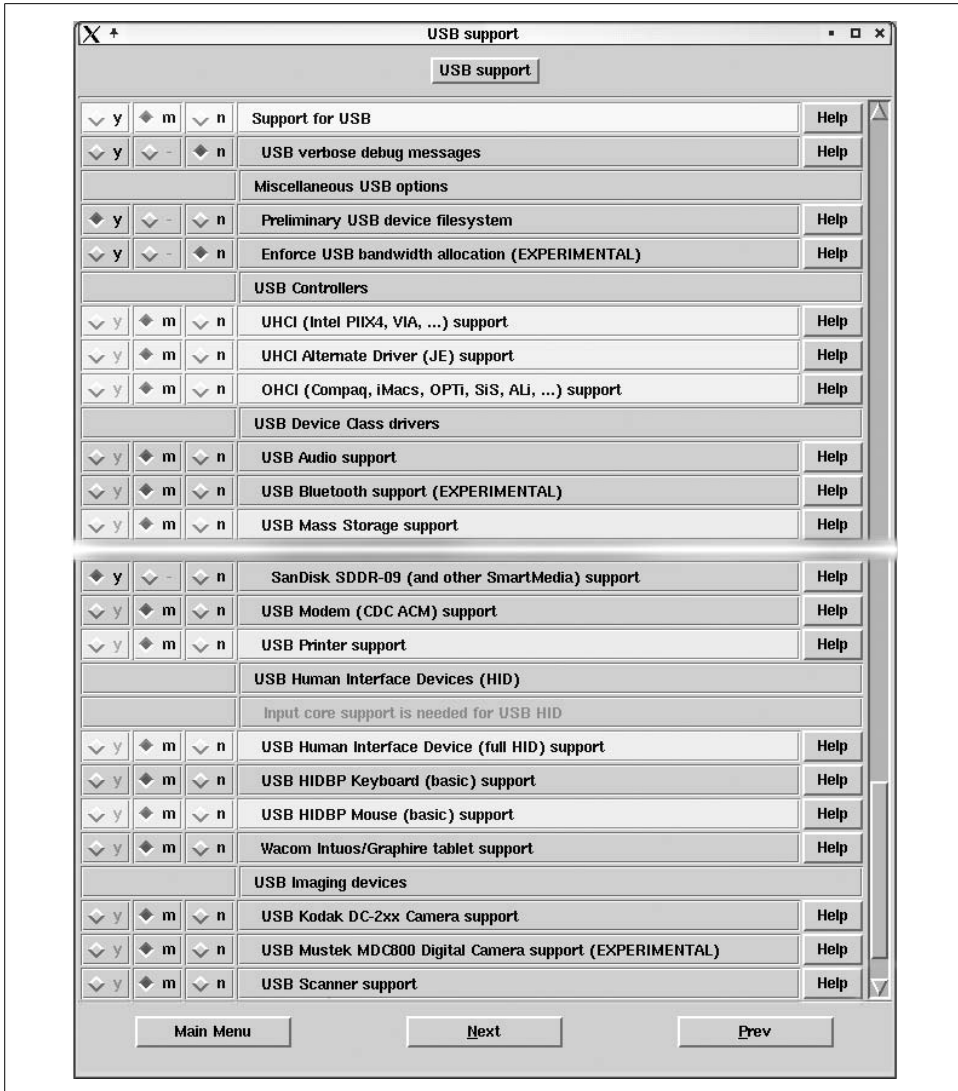 USB support
USB support
y m n Support for USB Help
y - n USB verbose debug messages Help
Miscellaneous USB options
y - n Preliminary USB device filesystem Help
y - n Enforce USB bandwidth allocation (EXPERIMENTAL) Help
USB Controllers
y m n UHCI (Intel PIIX4, VIA, ...) support Help
y m n UHCI Alternate Driver (JE) support Help
y m n OHCI (Compaq, iMacs, OPTi, SiS, ALi, ...) support Help
USB Device Class drivers
y m n USB Audio support Help
y m n USB Bluetooth support (EXPERIMENTAL) Help
y m n USB Mass Storage support Help
y - n SanDisk SDDR-09 (and other SmartMedia) support Help
y m n USB Modem (CDC ACM) support Help
y m n USB Printer support Help
USB Human Interface Devices (HID)
Input core support is needed for USB HID
y m n USB Human Interface Device (full HID) support Help
y m n USB HIDBP Keyboard (basic) support Help
y m n USB HIDBP Mouse (basic) support Help
y m n Wacom Intuos/Graphire tablet support Help
USB Imaging devices
y m n USB Kodak DC-2xx Camera support Help
y m n USB Mustek MDC800 Digital Camera support (EXPERIMENTAL) Help
y m n USB Scanner support Help
Main Menu Next Prev